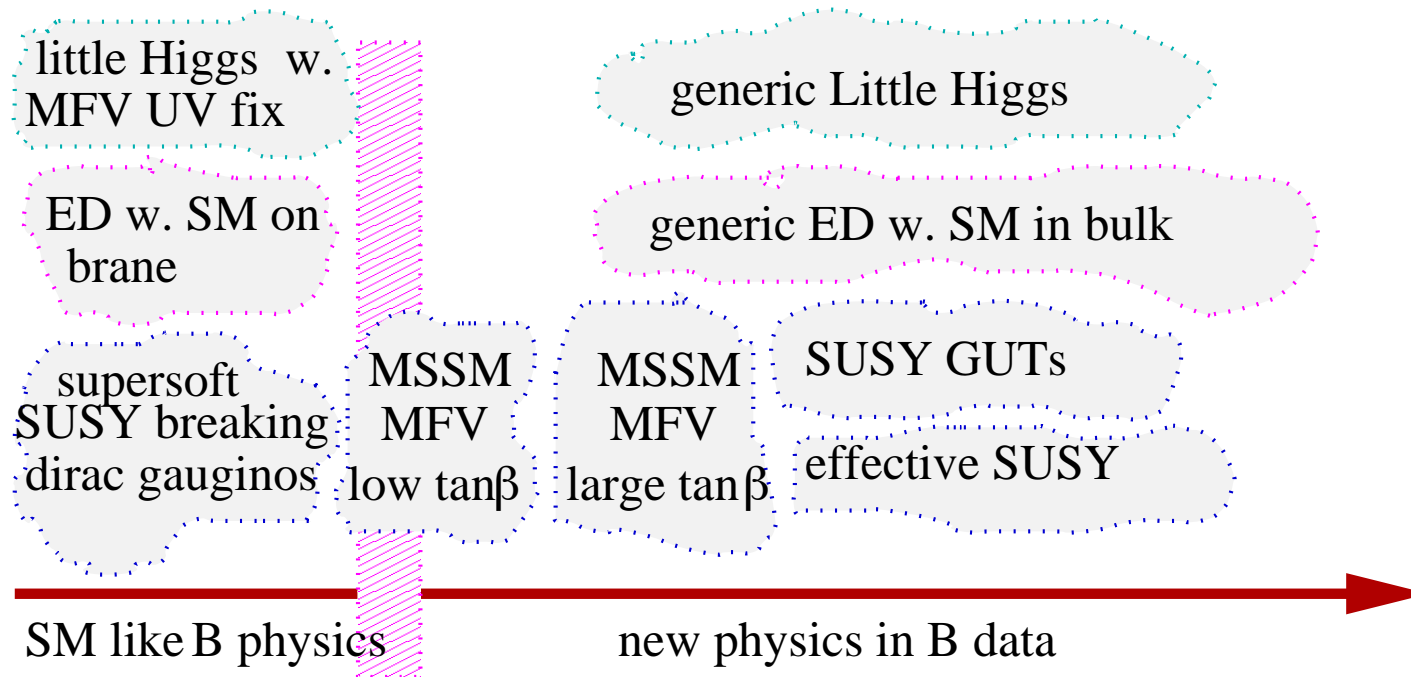 little Higgs w.
MFV UV fix
generic Little Higgs
ED w. SM on
brane
generic ED w. SM in bulk
supersoft
SUSY breaking
dirac gauginos
MSSM
MFV
low tanβ
MSSM
MFV
large tanβ
SUSY GUTs
effective SUSY
SM like B physics
new physics in B data